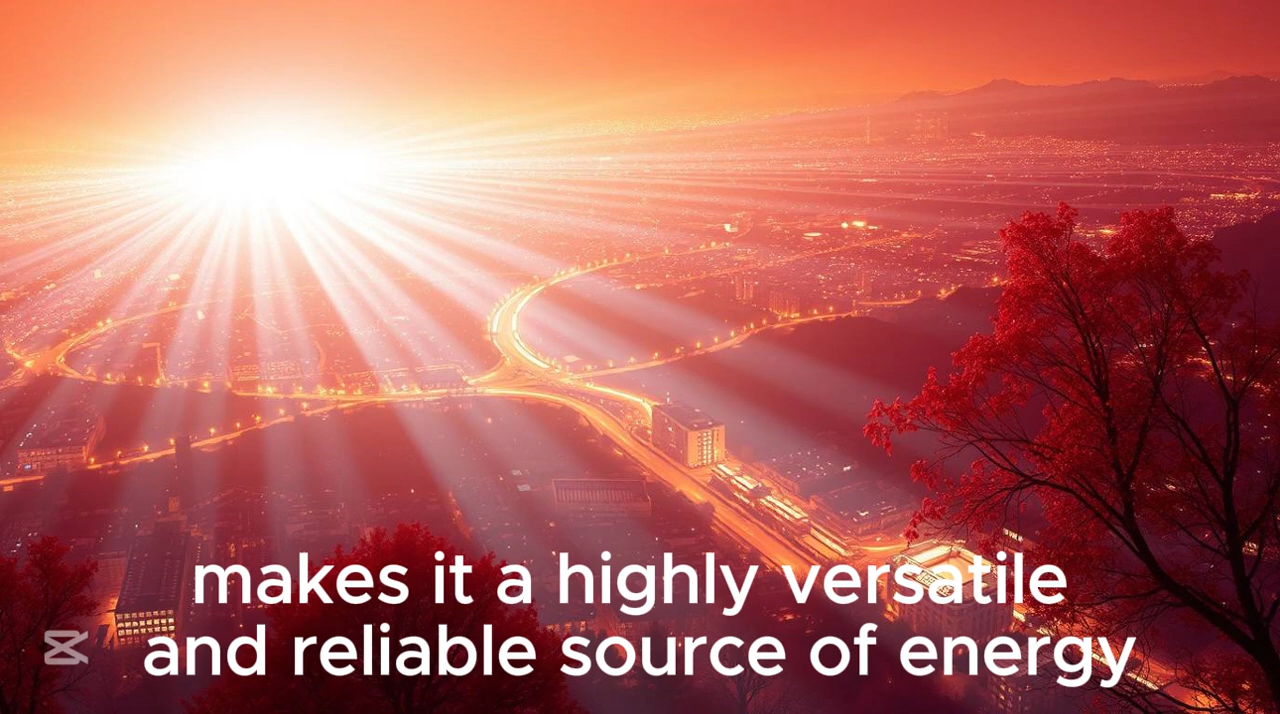 makes it a highly versatile
and reliable source of energy